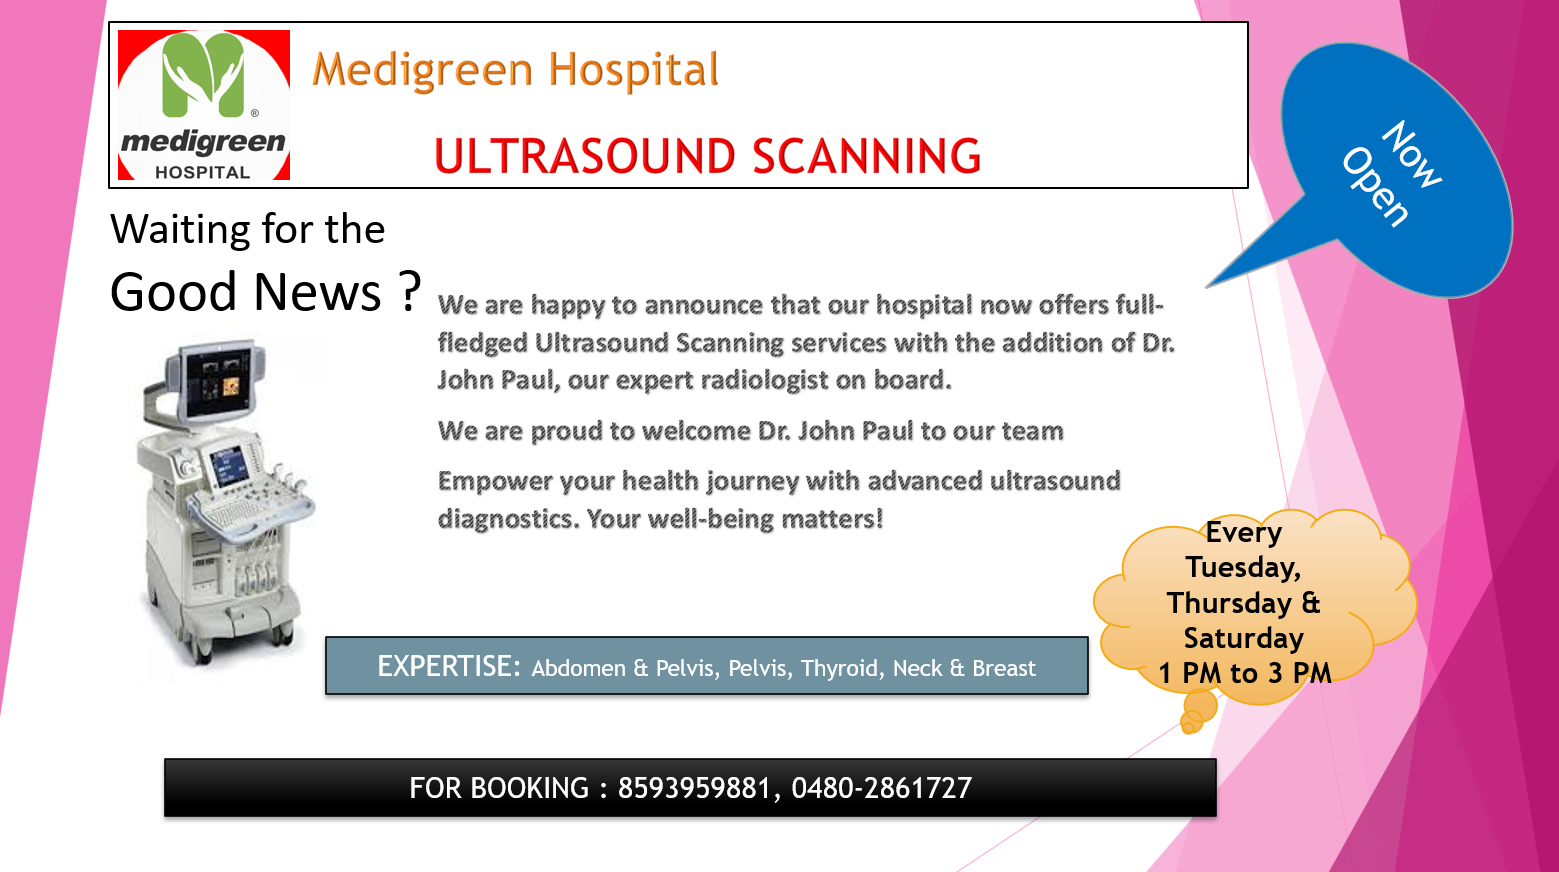 medigreen
HOSPITAL
®
Medigreen Hospital
ULTRASOUND SCANNING
Now
Open
Waiting for the
Good News ?
We are happy to announce that our hospital now offers full-
fledged Ultrasound Scanning services with the addition of Dr.
John Paul, our expert radiologist on board.
We are proud to welcome Dr. John Paul to our team
Empower your health journey with advanced ultrasound
diagnostics. Your well-being matters!
Every
Tuesday,
Thursday &
Saturday
1 PM to 3 PM
EXPERTISE: Abdomen & Pelvis, Pelvis, Thyroid, Neck & Breast
FOR BOOKING : 8593959881, 0480-2861727